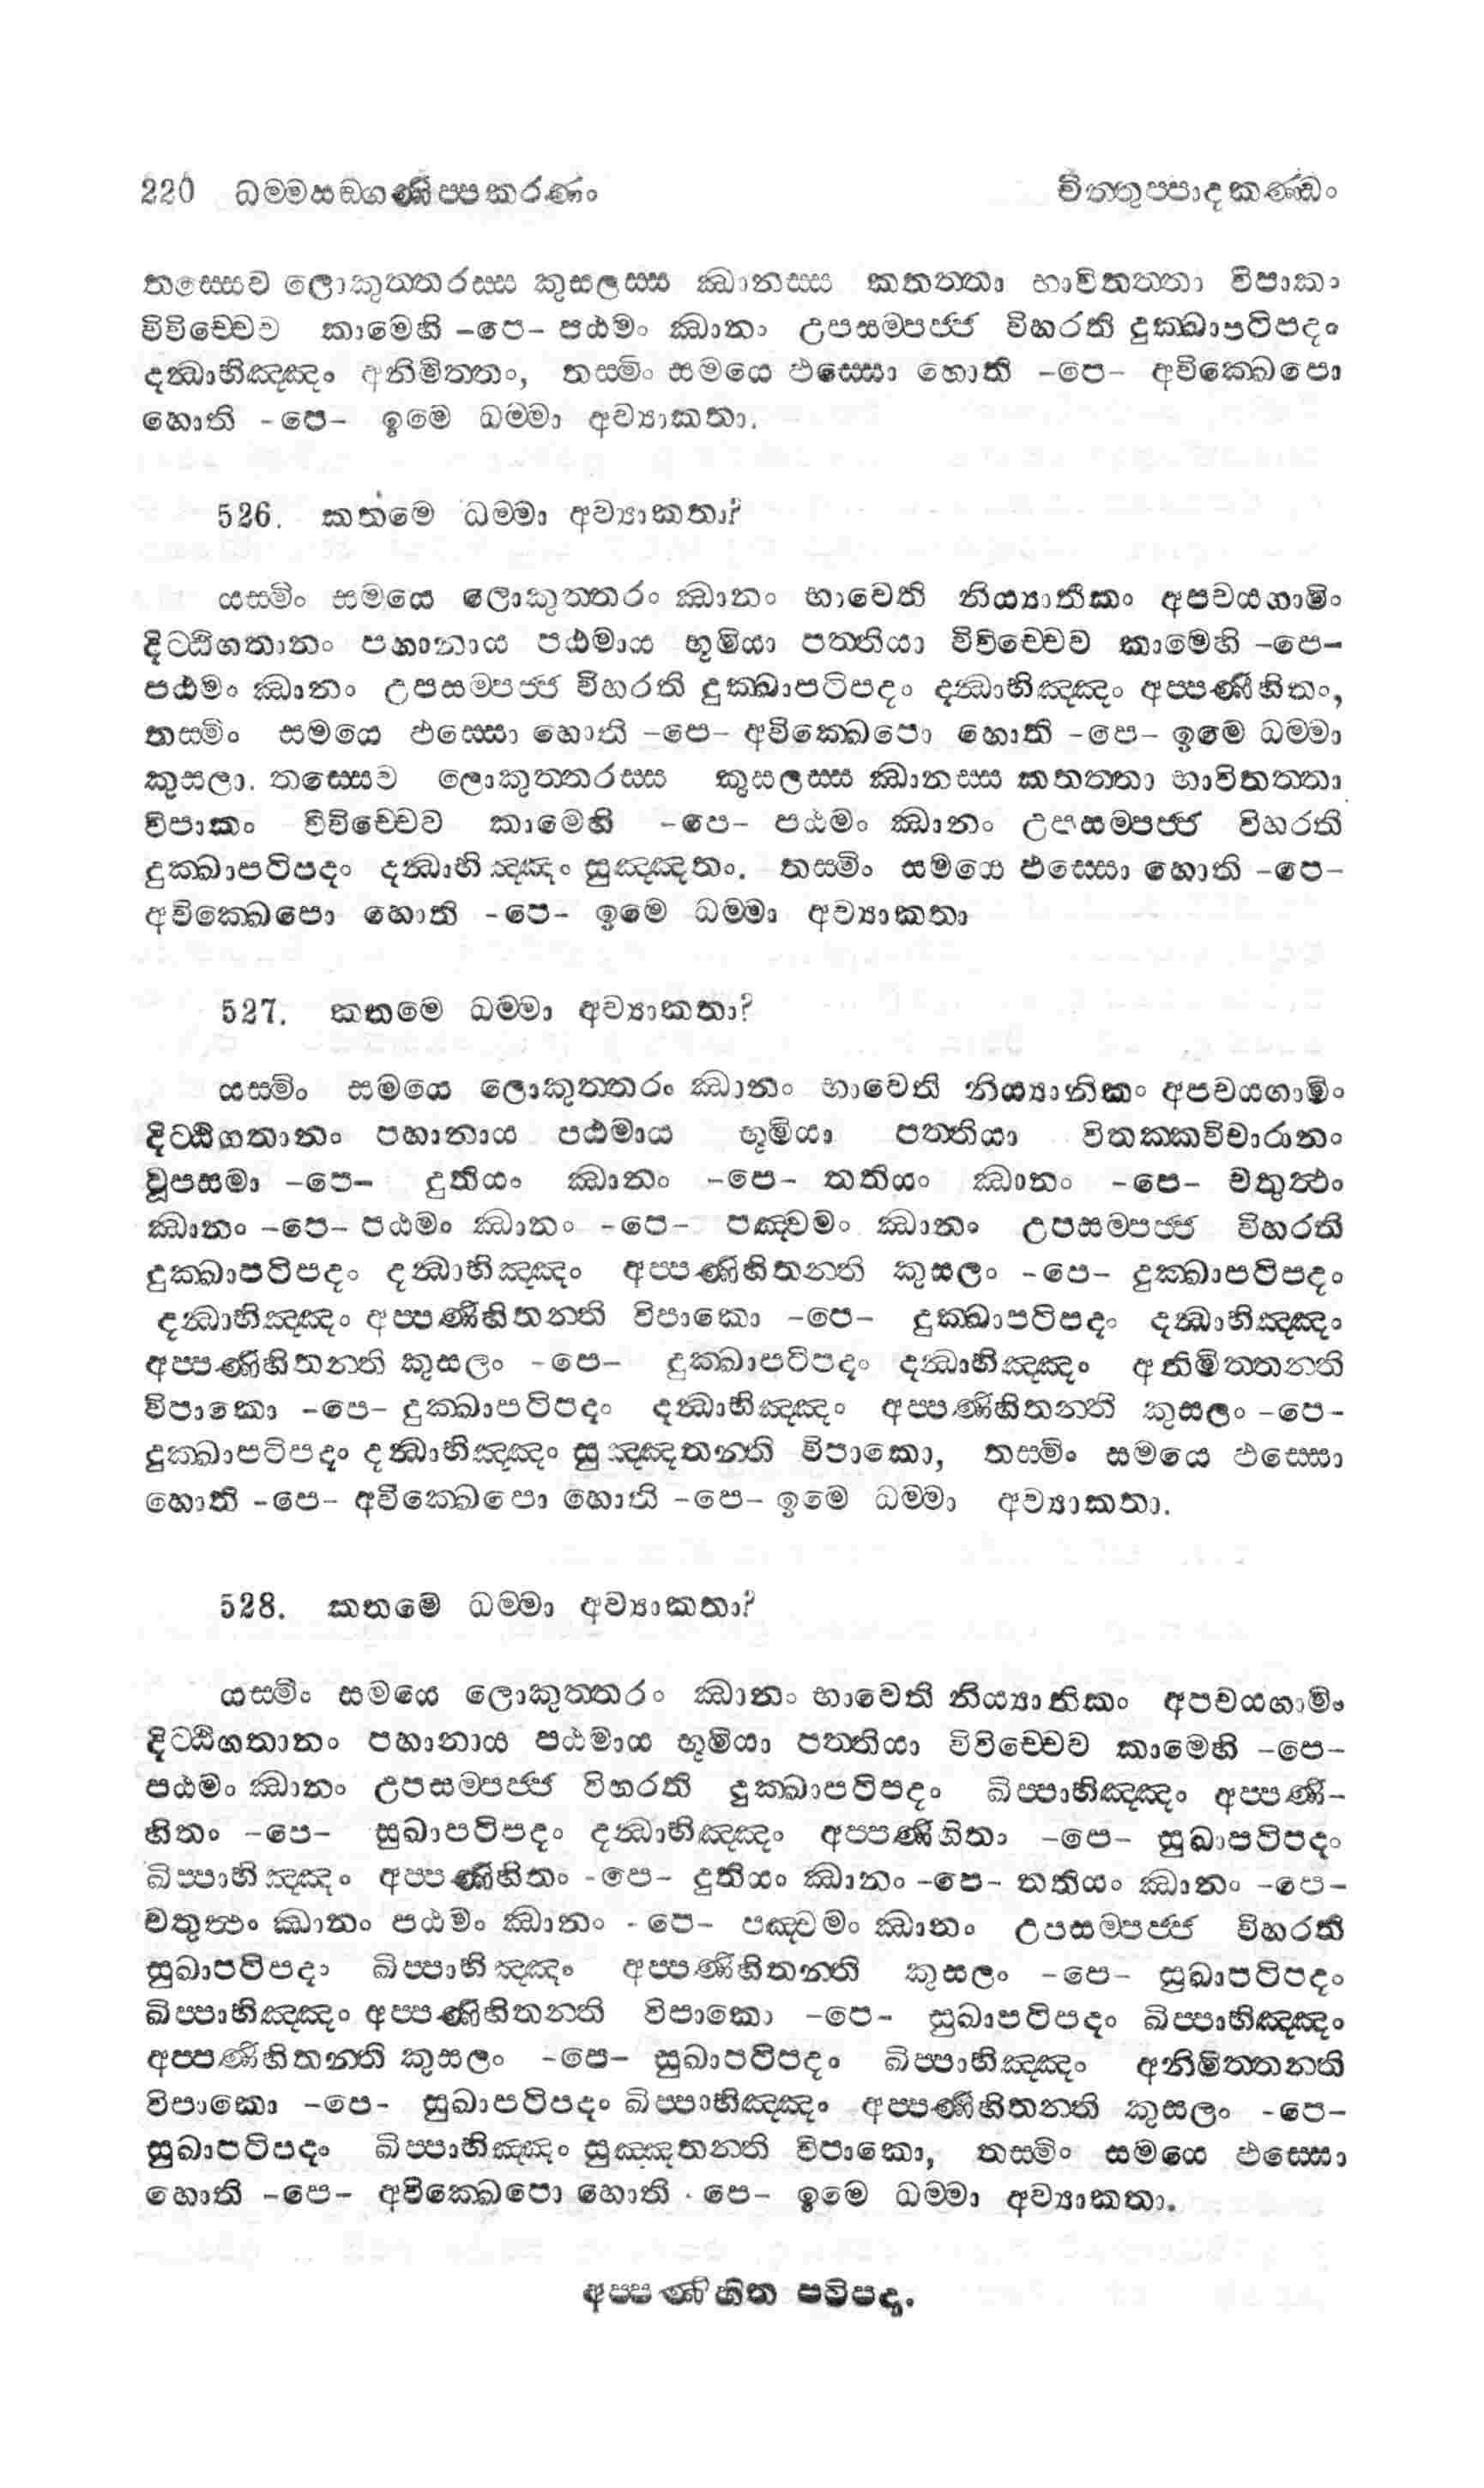 220 ධම්මසඞ්ගණිප්පකරණං චිත්තුප්පාදකණ්ඩං
තස්සෙව ලොකුත්තරස්ස කුසලස්ස ඣානස්ස කතත්තා භාවිතත්තා විපාකං
විවිච්චෙව කාමෙහි -පෙ- පඨමං ඣානං උපසම්පජ්ජ විහරති දුක්ඛාපටිපදං
දන්ධාභිඤ්ඤං අනිමිත්තං, තස්මිං සමයෙ ඵස්සො හොති -පෙ- අවික්ඛෙපො
හොති -පෙ- ඉමෙ ධම්මා අව්‍යාකතා.
526. කතමෙ ධම්මා අව්‍යාකතා?
යස්මිං සමයෙ ලොකුත්තරං ඣානං භාවෙති නිය්‍යානිකං අපචයගාමිං
දිට්ඨිගතානං පහානාය පඨමාය භූමියා පත්තියා විවිච්චෙව කාමෙහි -පෙ-
පඨමං ඣානං උපසම්පජ්ජ විහරති දුක්ඛාපටිපදං දන්ධාභිඤ්ඤං අප්පණිහිතං,
තස්මිං සමයෙ ඵස්සො හොති -පෙ- අවික්ඛෙපො හොති -පෙ- ඉමෙ ධම්මා
කුසලා. තස්සෙව ලොකුත්තරස්ස කුසලස්ස ඣානස්ස කතත්තා භාවිතත්තා
විපාකං විවිච්චෙව කාමෙහි -පෙ- පඨමං ඣානං උපසම්පජ්ජ විහරති
දුක්ඛාපටිපදං දන්ධාභිඤ්ඤං සුඤ්ඤතං. තස්මිං සමයෙ ඵස්සො හොති -පෙ-
අවික්ඛෙපො හොති -පෙ- ඉමෙ ධම්මා අව්‍යාකතා
527. කතමෙ ධම්මා අව්‍යාකතා?
යස්මිං සමයෙ ලොකුත්තරං ඣානං භාවෙති නිය්‍යානිකං අපචයගාමිං
දිට්ඨිගතානං පහානාය පඨමාය භූමියා පත්තියා විතක්කවිචාරානං
වූපසමා -පෙ- දුතියං ඣානං -පෙ- තතියං ඣානං -පෙ- චතුත්ථං
ඣානං -පෙ- පඨමං ඣානං -පෙ- පඤ්චමං ඣානං උපසම්පජ්ජ විහරති
දුක්ඛාපටිපදං දන්ධාභිඤ්ඤං අප්පණිහිතන්ති කුසලං -පෙ- දුක්ඛාපටිපදං
දන්ධාභිඤ්ඤං අප්පණිහිතන්ති විපාකො -පෙ- දුක්ඛාපටිපදං දන්ධාභිඤ්ඤං
අප්පණිහිතන්ති කුසලං -පෙ- දුක්ඛාපටිපදං දන්ධාභිඤ්ඤං අනිමිත්තන්ති
විපාකො -පෙ- දුක්ඛාපටිපදං දන්ධාභිඤ්ඤං අප්පණිහිතන්ති කුසලං -පෙ-
දුක්ඛාපටිපදං දන්ධාභිඤ්ඤං සුඤ්ඤතන්ති විපාකො, තස්මිං සමයෙ ඵස්සො
හොති -පෙ- අවික්ඛෙපො හොති -පෙ- ඉමෙ ධම්මා අව්‍යාකතා.
528. කතමෙ ධම්මා අව්‍යාකතා?
යස්මිං සමයෙ ලොකුත්තරං ඣානං භාවෙති නිය්‍යානිකං අපචයගාමිං
දිට්ඨිගතානං පහානාය පඨමාය භූමියා පත්තියා විවිච්චෙව කාමෙහි -පෙ-
පඨමං ඣානං උපසම්පජ්ජ විහරති දුක්ඛාපටිපදං ඛිප්පාභිඤ්ඤං අප්පණි-
හිතං -පෙ- සුඛාපටිපදං දන්ධාභිඤ්ඤං අප්පණිහිතං -පෙ- සුඛාපටිපදං
ඛිප්පාභිඤ්ඤං අප්පණිහිතං -පෙ- දුතියං ඣානං -පෙ- තතියං ඣානං -පෙ-
චතුත්ථං ඣානං පඨමං ඣානං -පෙ- පඤ්චමං ඣානං උපසම්පජ්ජ විහරති
සුඛාපටිපදං ඛිප්පාභිඤ්ඤං අප්පණිහිතන්ති කුසලං -පෙ- සුඛාපටිපදං
ඛිප්පාභිඤ්ඤං අප්පණිහිතන්ති විපාකො -පෙ- සුඛාපටිපදං ඛිප්පාභිඤ්ඤං
අප්පණිහිතන්ති කුසලං -පෙ- සුඛාපටිපදං ඛිප්පාභිඤ්ඤං අනිමිත්තන්ති
විපාකො -පෙ- සුඛාපටිපදං ඛිප්පාභිඤ්ඤං අප්පණිහිතන්ති කුසලං -පෙ-
සුඛාපටිපදං ඛිප්පාභිඤ්ඤං සුඤ්ඤතන්ති විපාකො, තස්මිං සමයෙ ඵස්සො
හොති -පෙ- අවික්ඛෙපො හොති -පෙ- ඉමෙ ධම්මා අව්‍යාකතා.
අප්පණිහිත පටිපදා.